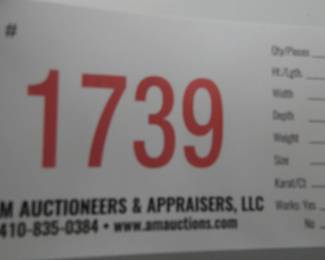 #
1739
M AUCTIONEERS & APPRAISERS, LLC
410-835-0384 • www.amauctions.com
Qty/Pieces
Ht./Lgth.
Width
Depth
Weight
Size
Karat/Ct
Works: Yes
No